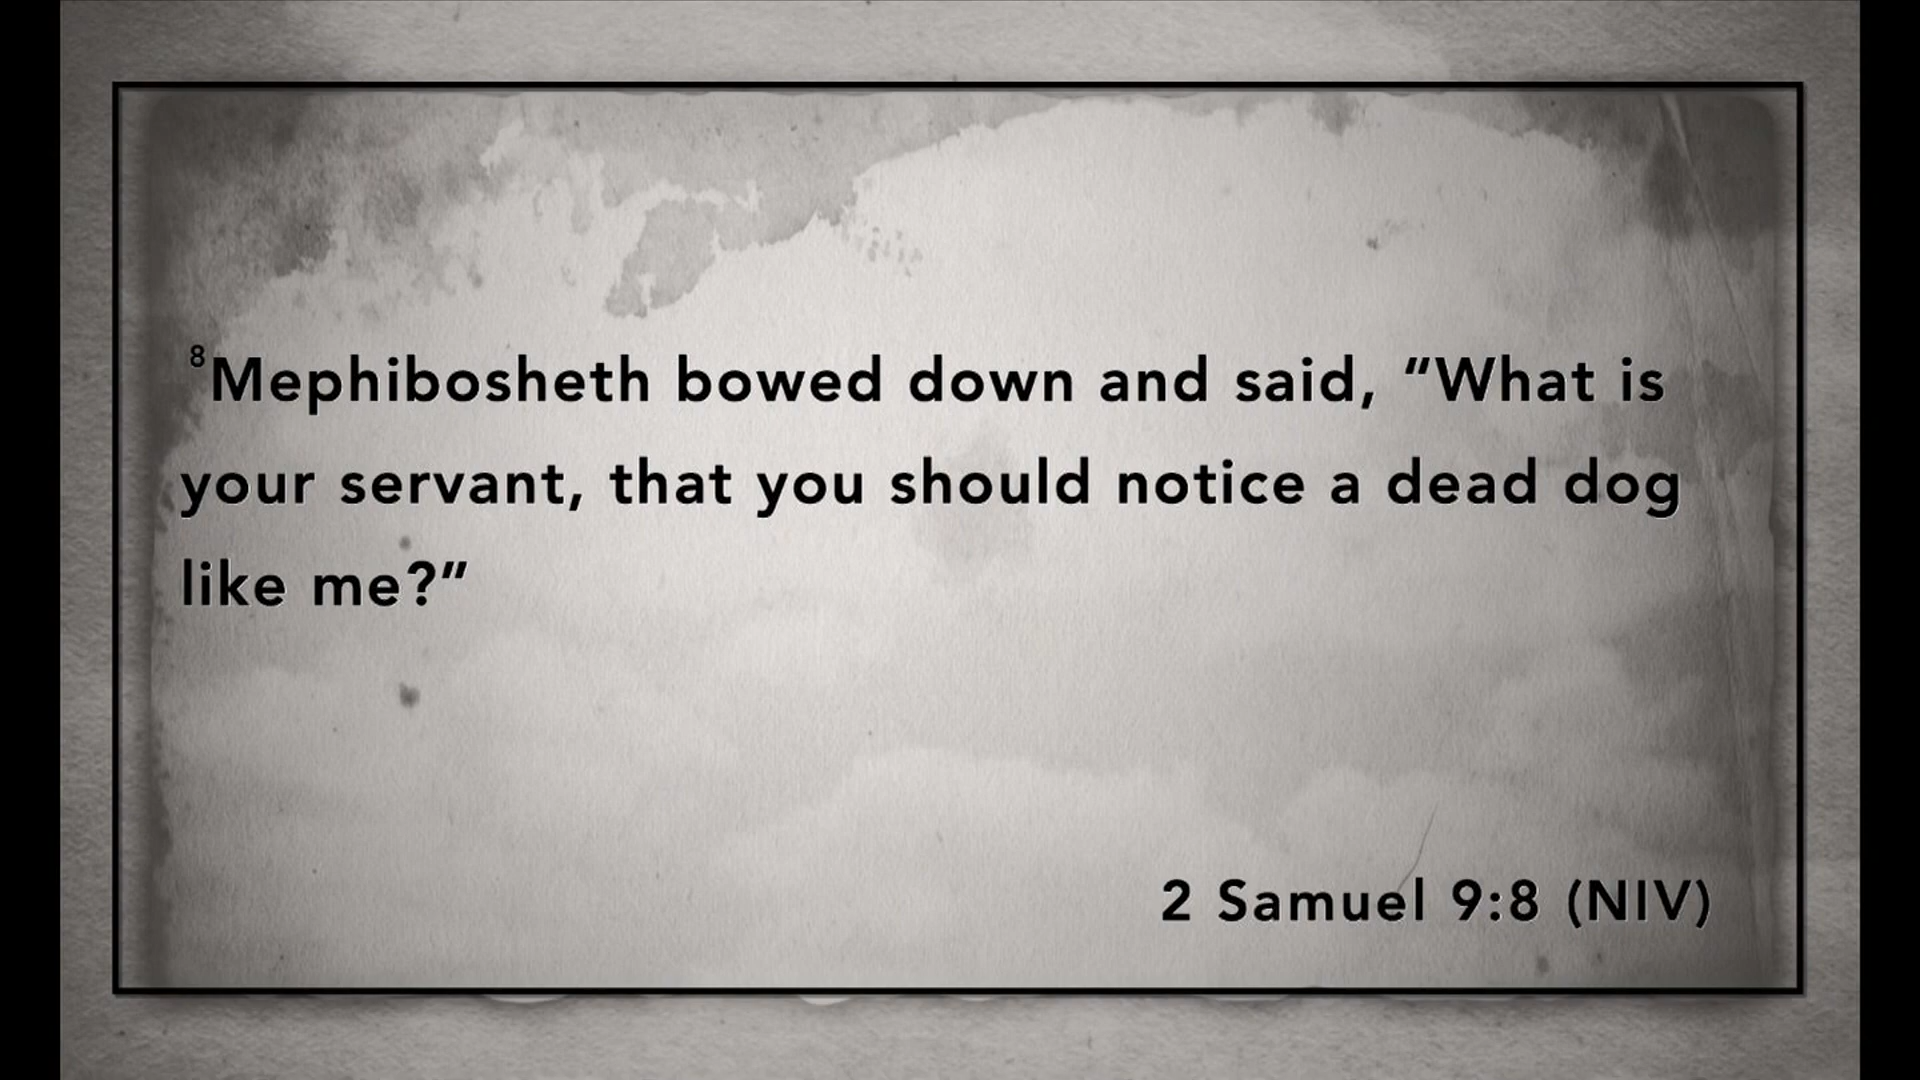 ⁸Mephibosheth bowed down and said, “What is
your servant, that you should notice a dead dog
like me?”
2 Samuel 9:8 (NIV)